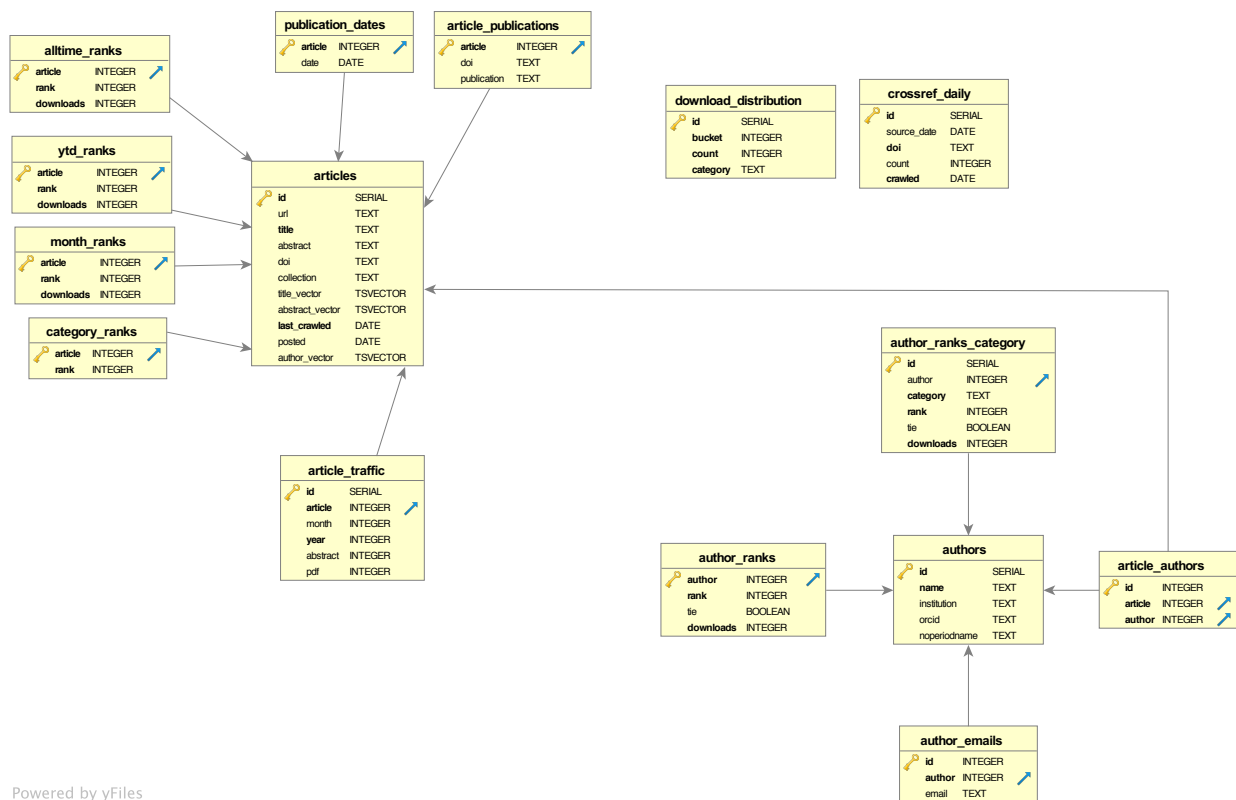 publication_dates
article INTEGER
date DATE
article_publications
article INTEGER
doi TEXT
publication TEXT
alltime_ranks
article INTEGER
rank INTEGER
downloads INTEGER
download_distribution
id SERIAL
bucket INTEGER
count INTEGER
category TEXT
crossref_daily
id SERIAL
source_date DATE
doi TEXT
count INTEGER
crawled DATE
ytd_ranks
article INTEGER
rank INTEGER
downloads INTEGER
articles
id SERIAL
url TEXT
title TEXT
abstract TEXT
doi TEXT
collection TEXT
title_vector TSVECTOR
abstract_vector TSVECTOR
last_crawled DATE
posted DATE
author_vector TSVECTOR
month_ranks
article INTEGER
rank INTEGER
downloads INTEGER
category_ranks
article INTEGER
rank INTEGER
author_ranks_category
id SERIAL
author INTEGER
category TEXT
rank INTEGER
tie BOOLEAN
downloads INTEGER
article_traffic
id SERIAL
article INTEGER
month INTEGER
year INTEGER
abstract INTEGER
pdf INTEGER
author_ranks
author INTEGER
rank INTEGER
tie BOOLEAN
downloads INTEGER
authors
id SERIAL
name TEXT
institution TEXT
orcid TEXT
noperiodname TEXT
article_authors
id INTEGER
article INTEGER
author INTEGER
author_emails
id INTEGER
author INTEGER
email TEXT
Powered by yFiles